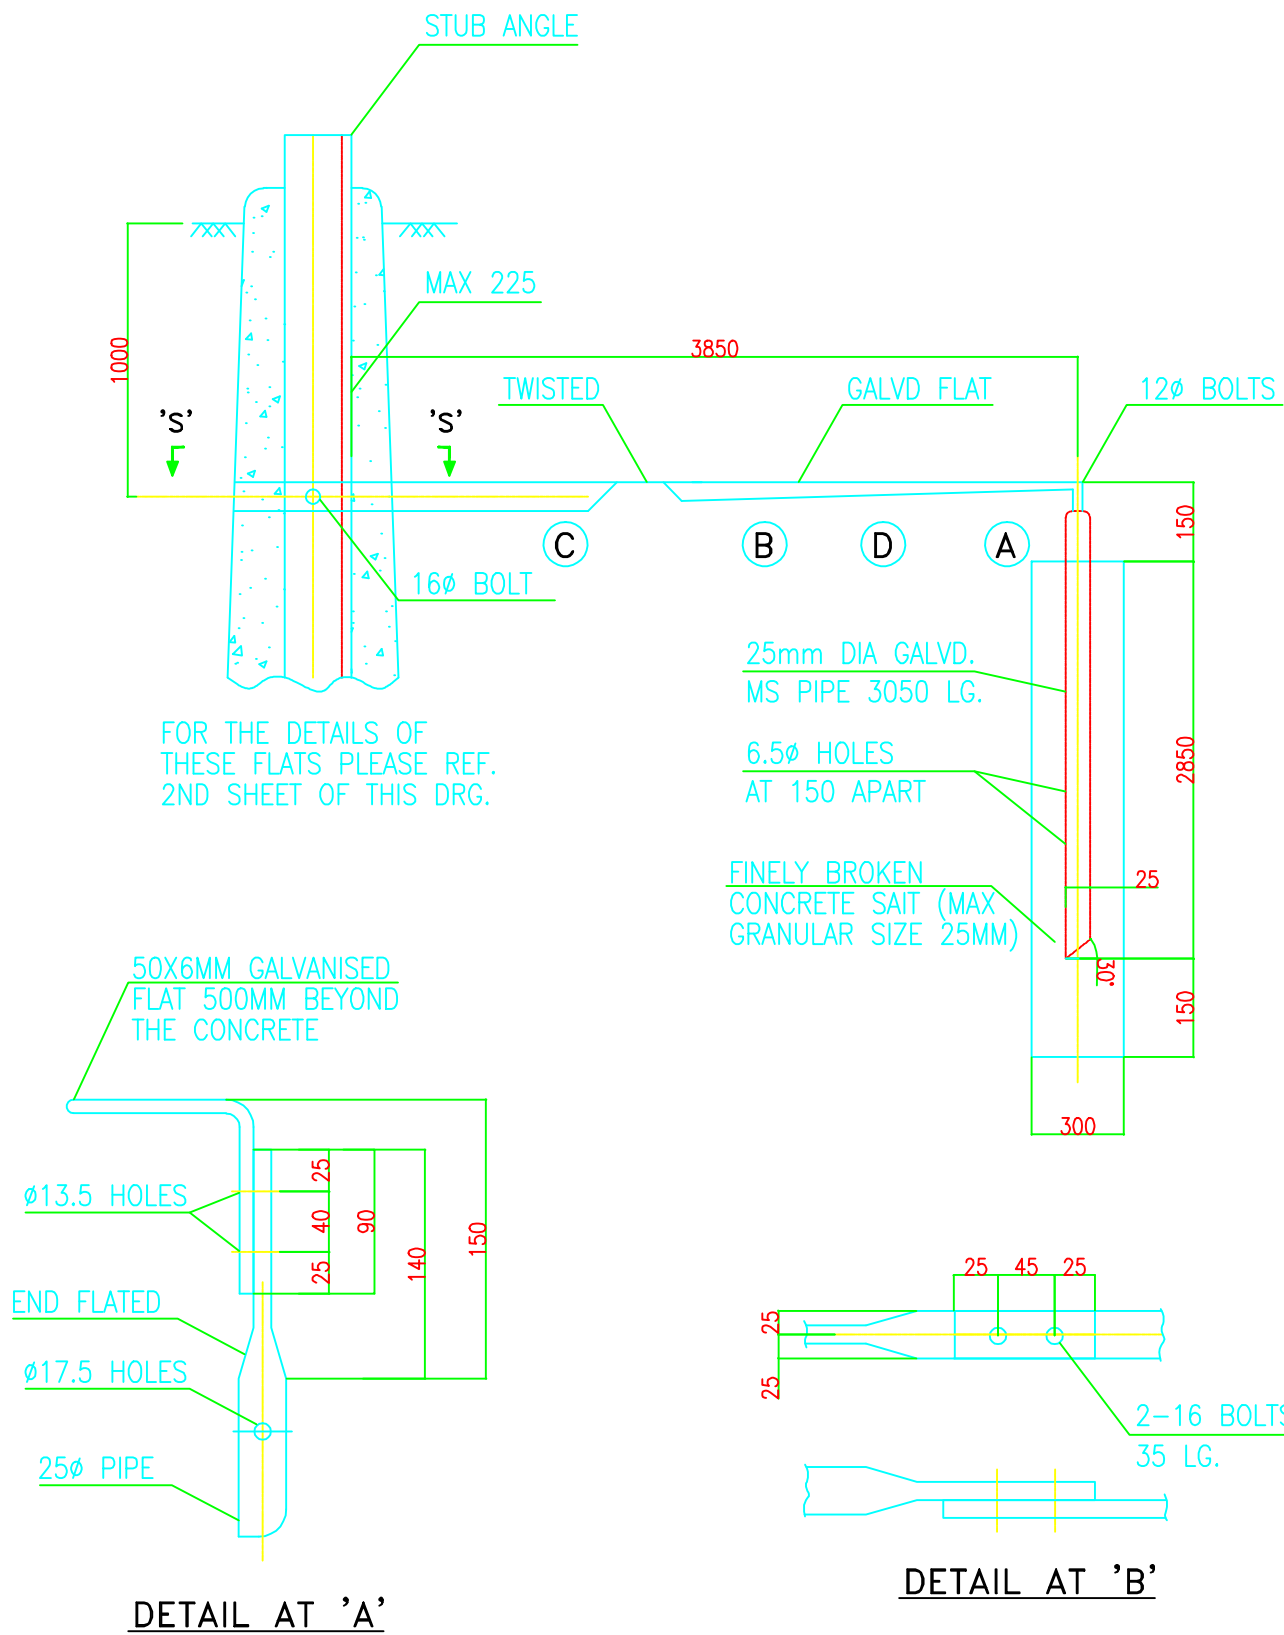 STUB ANGLE
MAX 225
1000
3850
'S'
'S'
TWISTED
GALVD FLAT
12ø BOLTS
150
C
B
D
A
16ø BOLT
25mm DIA GALVD.
MS PIPE 3050 LG.
FOR THE DETAILS OF
THESE FLATS PLEASE REF.
2ND SHEET OF THIS DRG.
6.5ø HOLES
AT 150 APART
2850
FINELY BROKEN
CONCRETE SAIT (MAX
GRANULAR SIZE 25MM)
25
30°
150
300
50X6MM GALVANISED
FLAT 500MM BEYOND
THE CONCRETE
ø13.5 HOLES
25
40
25
90
140
150
END FLATED
ø17.5 HOLES
25ø PIPE
DETAIL AT 'A'
25
45
25
25
25
2-16 BOLTS
35 LG.
DETAIL AT 'B'